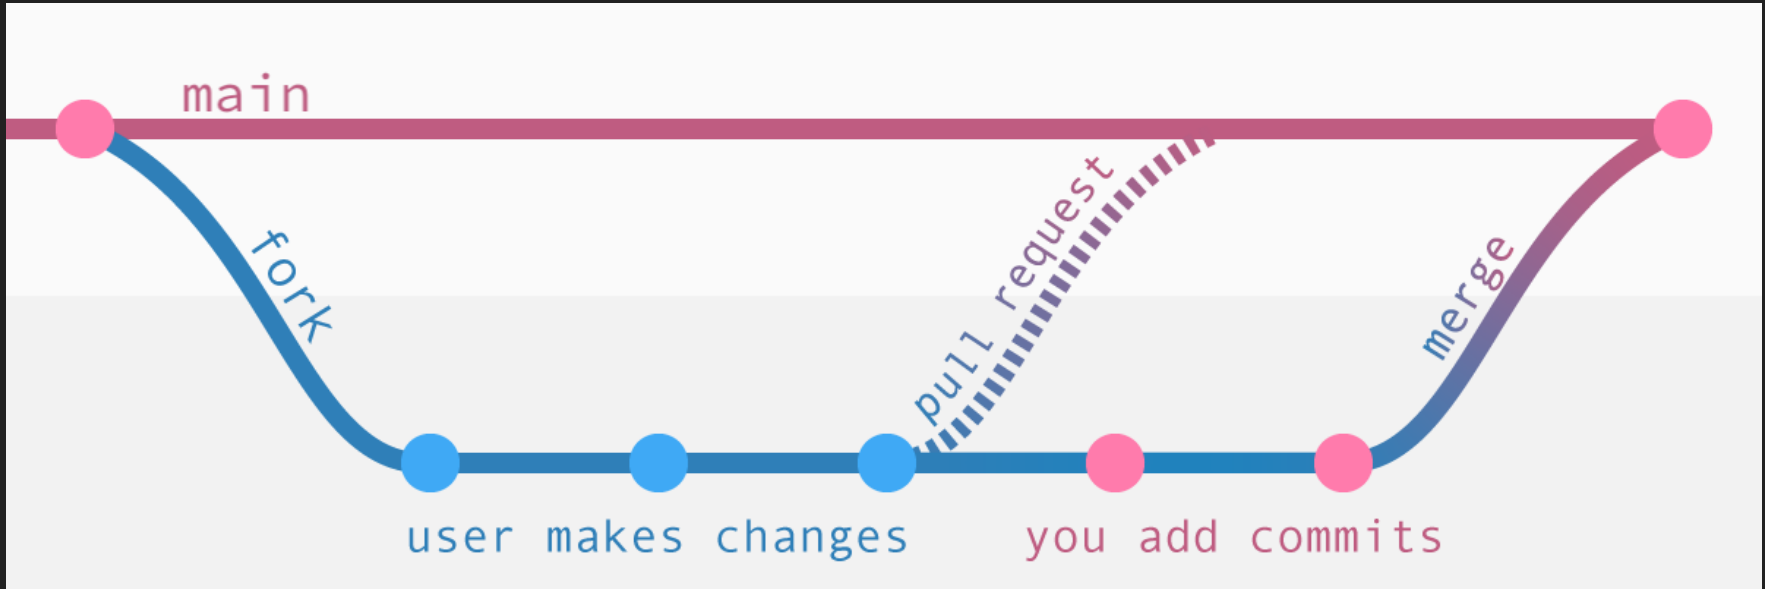 main
fork
pull request
merge
user makes changes
you add commits